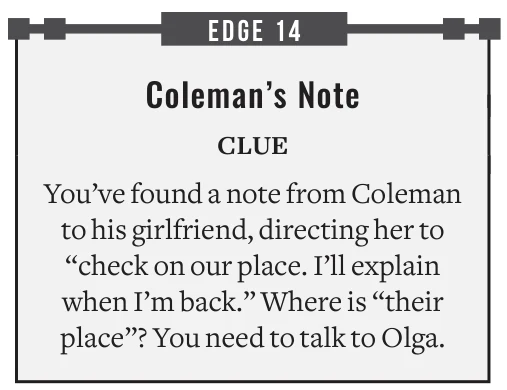 EDGE 14
Coleman’s Note
CLUE
You’ve found a note from Coleman
to his girlfriend, directing her to
“check on our place. I’ll explain
when I’m back.” Where is “their
place”? You need to talk to Olga.